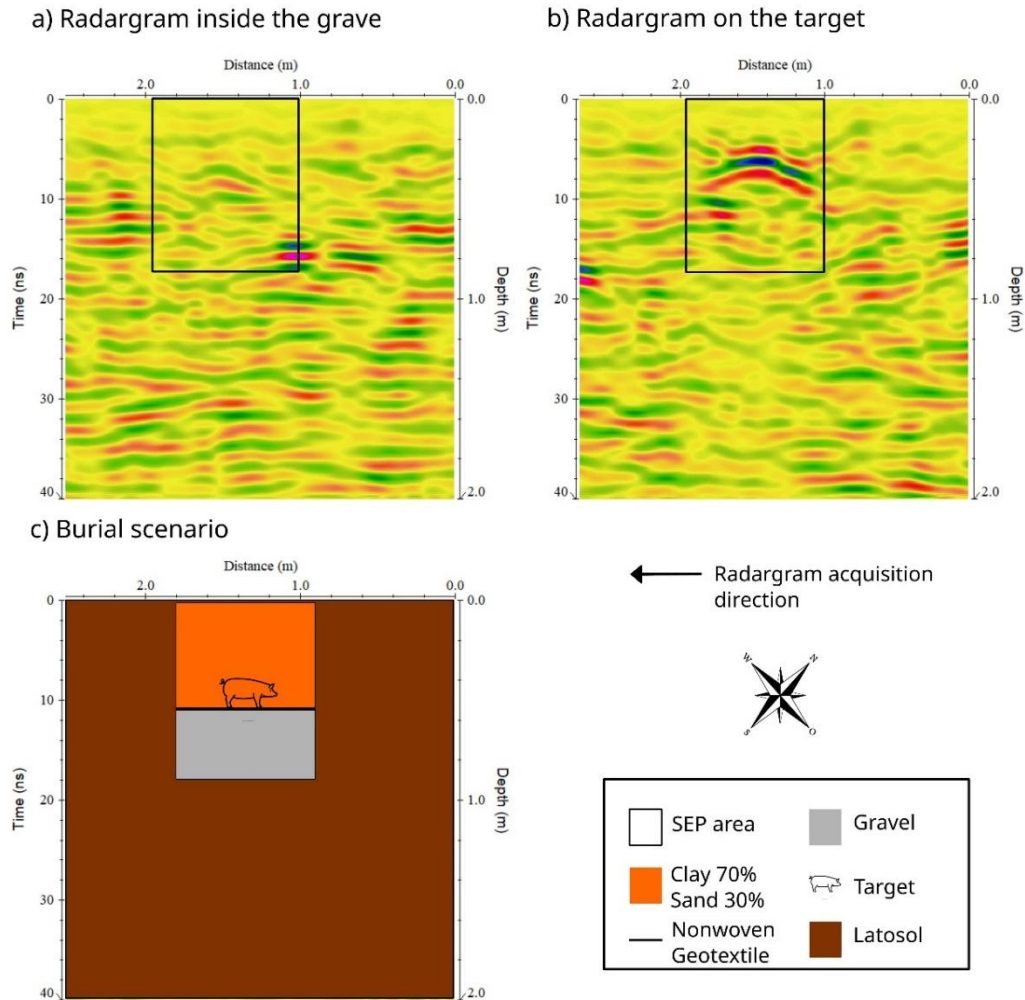 a) Radargram inside the grave
b) Radargram on the target
Distance (m)
2.0 1.0 0.0
0
10
20
30
40
Time (ns)
0.0
1.0
2.0
Depth (m)
Distance (m)
2.0 1.0 0.0
0
10
20
30
40
Time (ns)
0.0
1.0
2.0
Depth (m)
c) Burial scenario
Distance (m)
2.0 1.0 0.0
0
10
20
30
40
Time (ns)
0.0
1.0
2.0
Depth (m)
Radargram acquisition
direction
W N
S O
SEP area
Gravel
Clay 70%
Sand 30%
Target
Nonwoven
Geotextile
Latosol